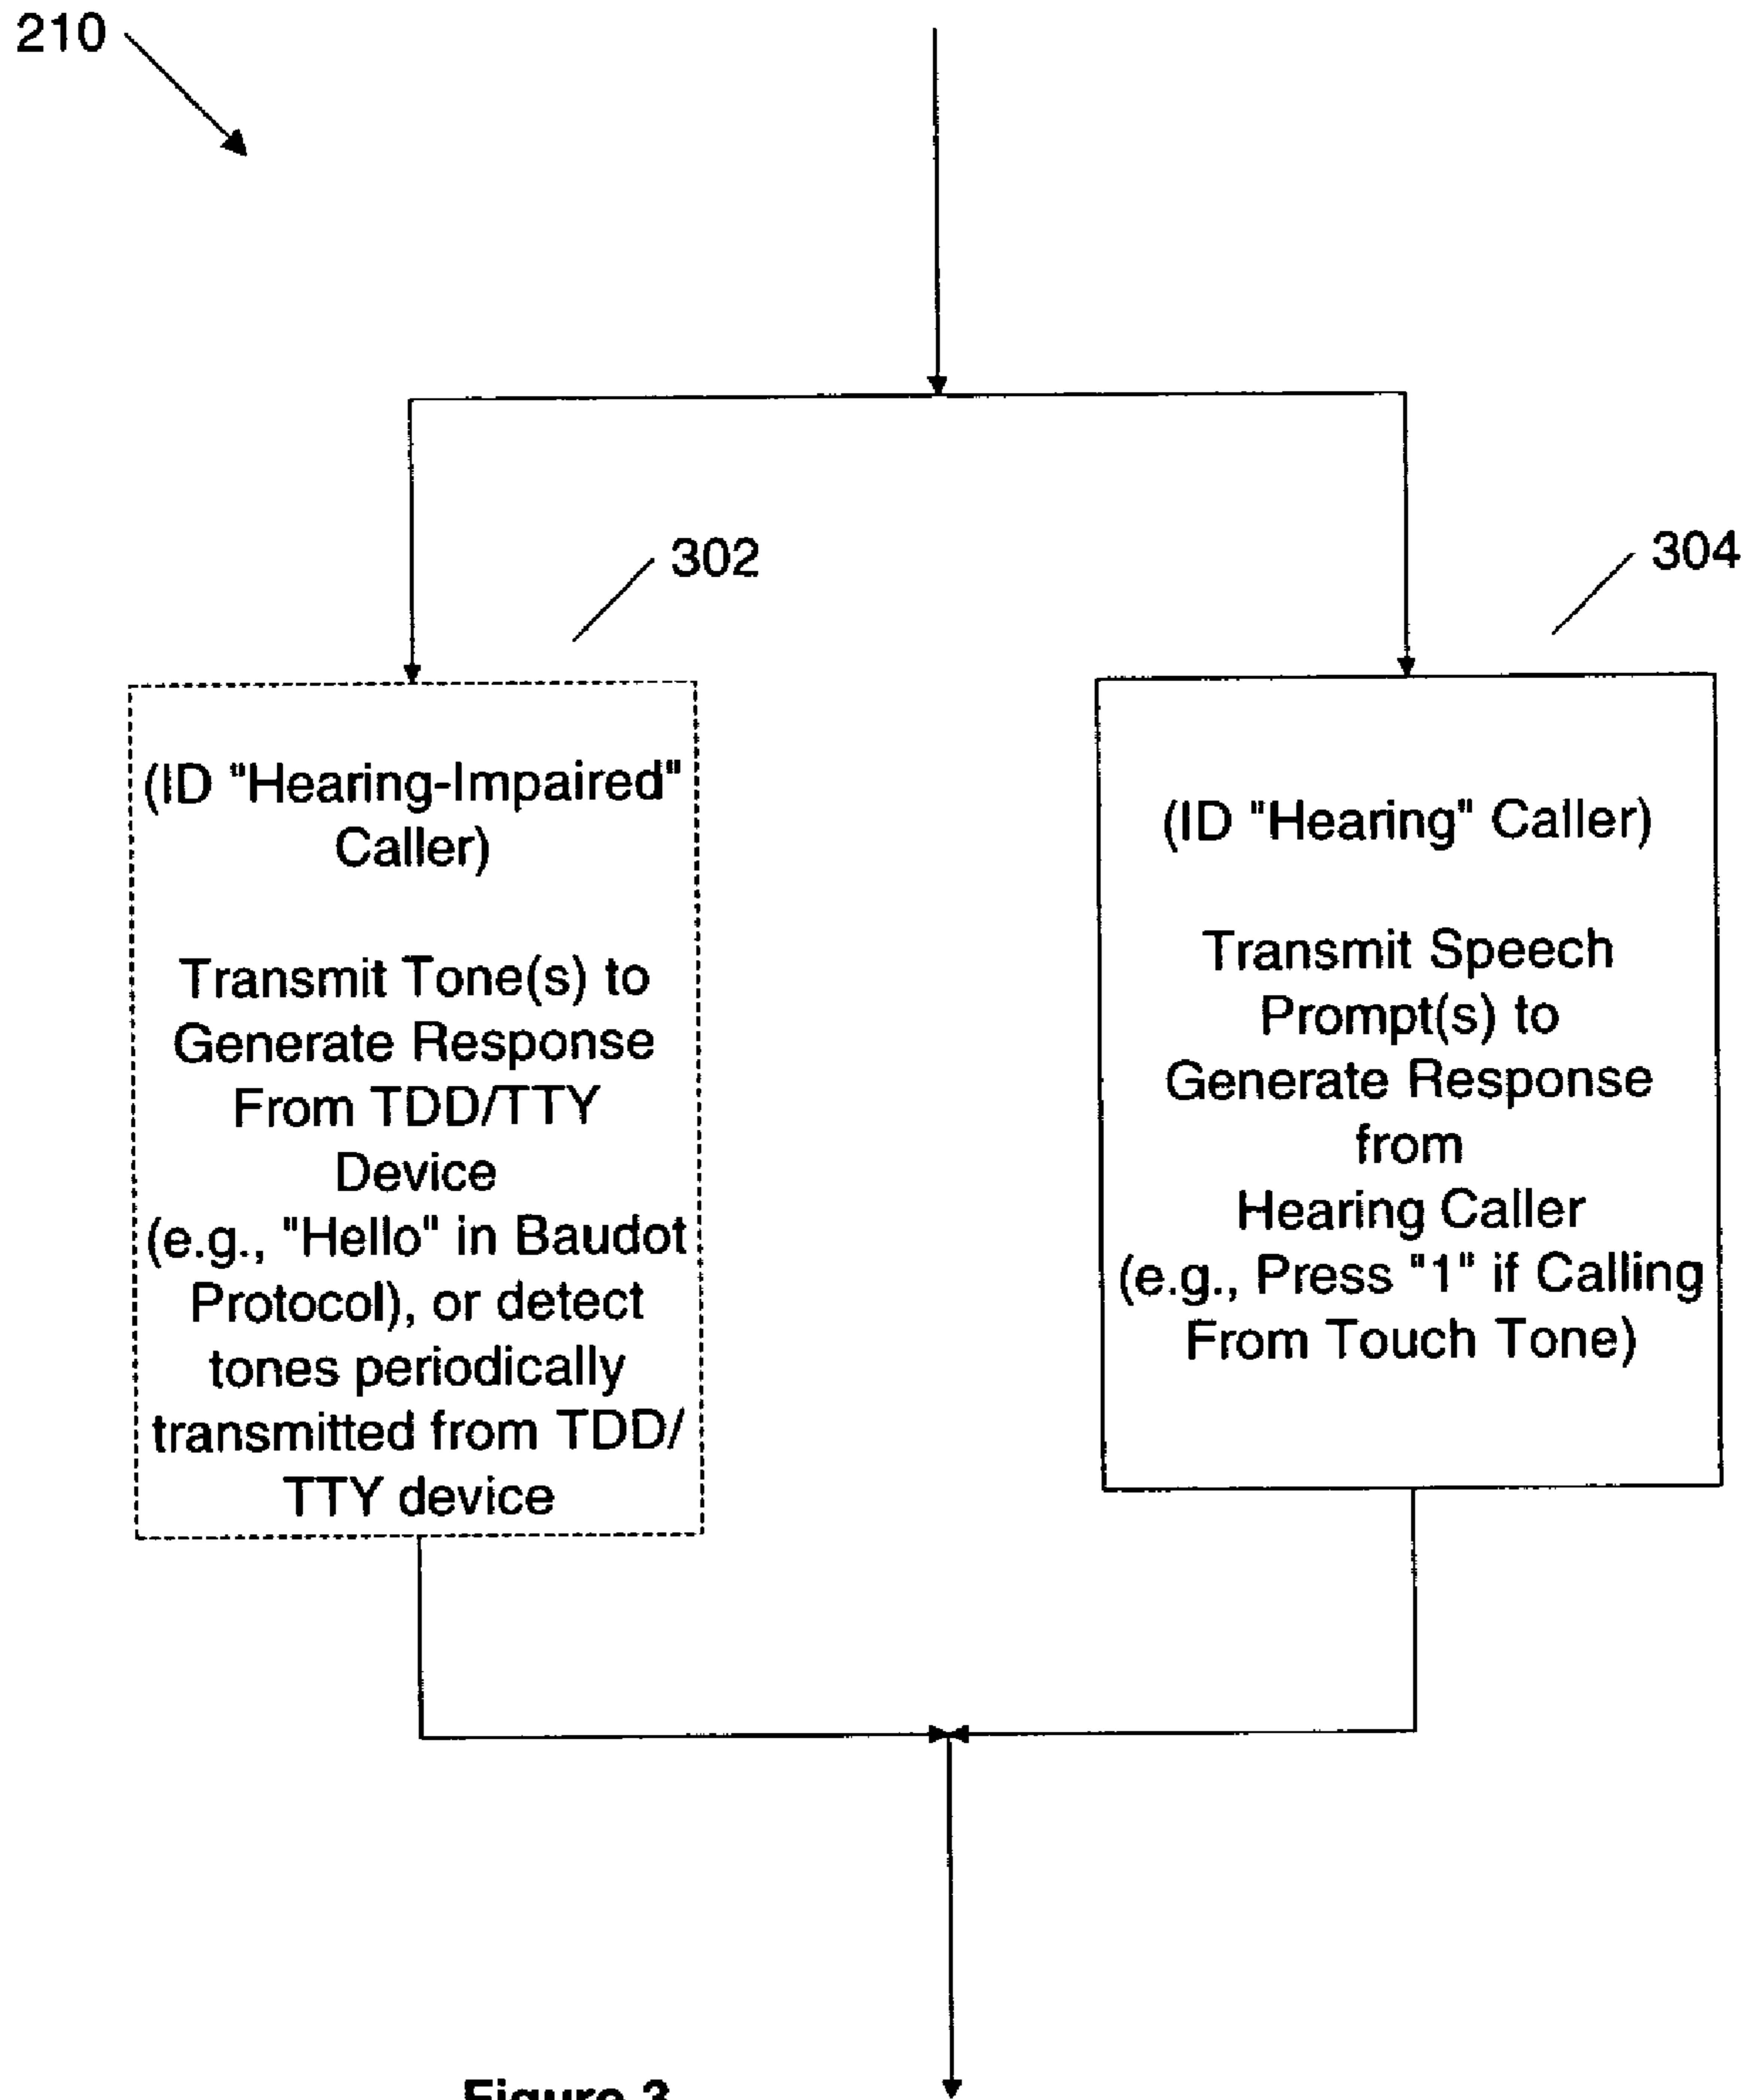 210
302
304
(ID "Hearing-Impaired"
Caller)
Transmit Tone(s) to
Generate Response
From TDD/TTY
Device
(e.g., "Hello" in Baudot
Protocol), or detect
tones periodically
transmitted from TDD/
TTY device
(ID "Hearing" Caller)
Transmit Speech
Prompt(s) to
Generate Response
from
Hearing Caller
(e.g., Press "1" if Calling
From Touch Tone)
Figure 3